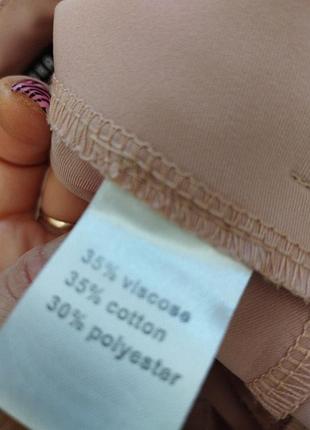 35% viscose
35% cotton
30% polyester